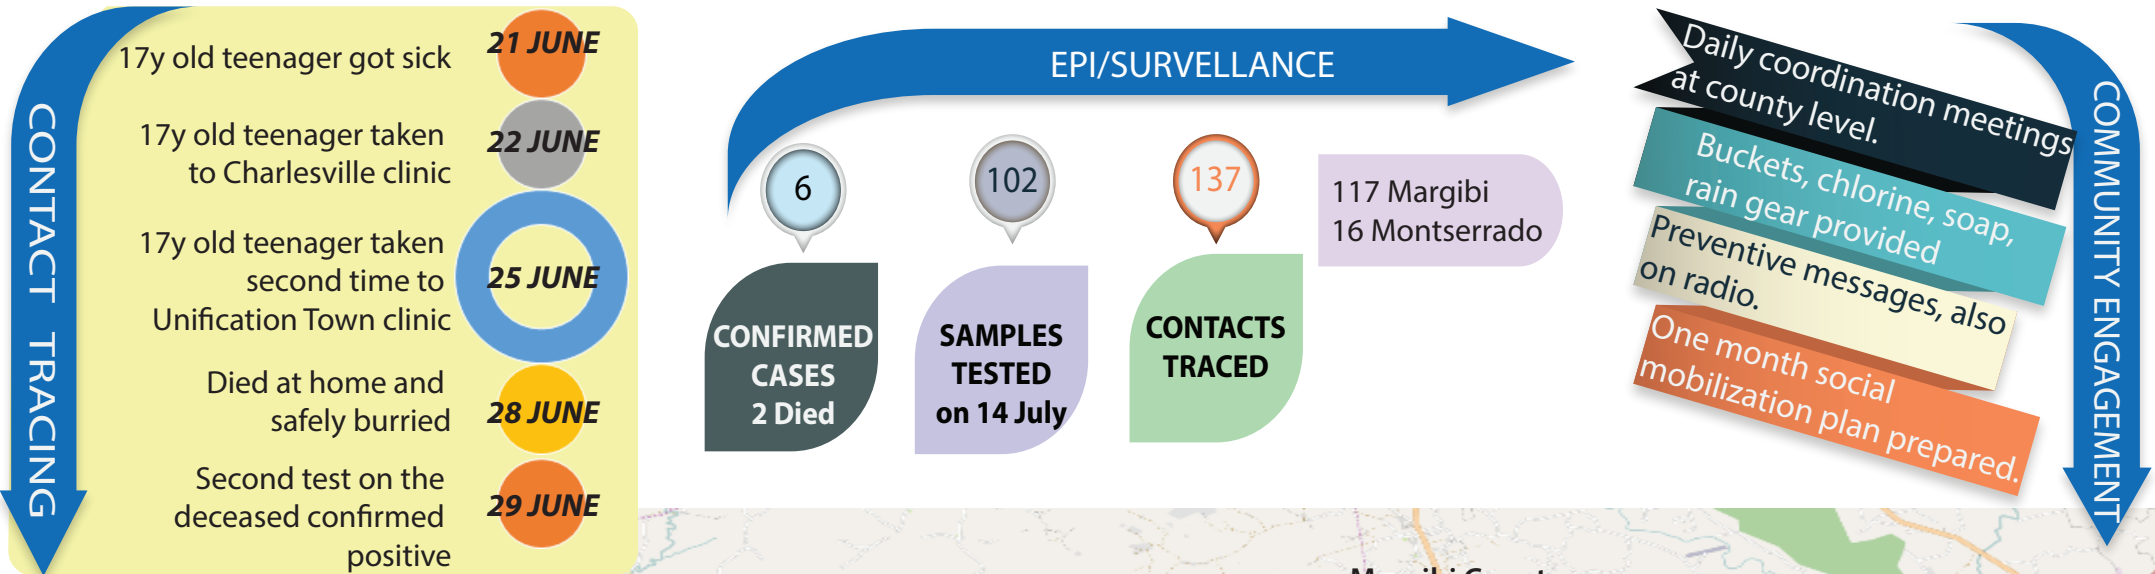 CONTACT TRACING
17y old teenager got sick
21 JUNE
17y old teenager taken
to Charlesville clinic
22 JUNE
17y old teenager taken
second time to
Unification Town clinic
25 JUNE
Died at home and
safely burried
28 JUNE
Second test on the
deceased confirmed
positive
29 JUNE
EPI/SURVELLANCE
6
CONFIRMED
CASES
2 Died
102
SAMPLES
TESTED
on 14 July
137
CONTACTS
TRACED
117 Margibi
16 Montserrado
Daily coordination meetings
at county level.
Buckets, chlorine, soap,
rain gear provided
Preventive messages, also
on radio.
One month social
mobilization plan prepared.
COMMUNITY ENGAGEMENT